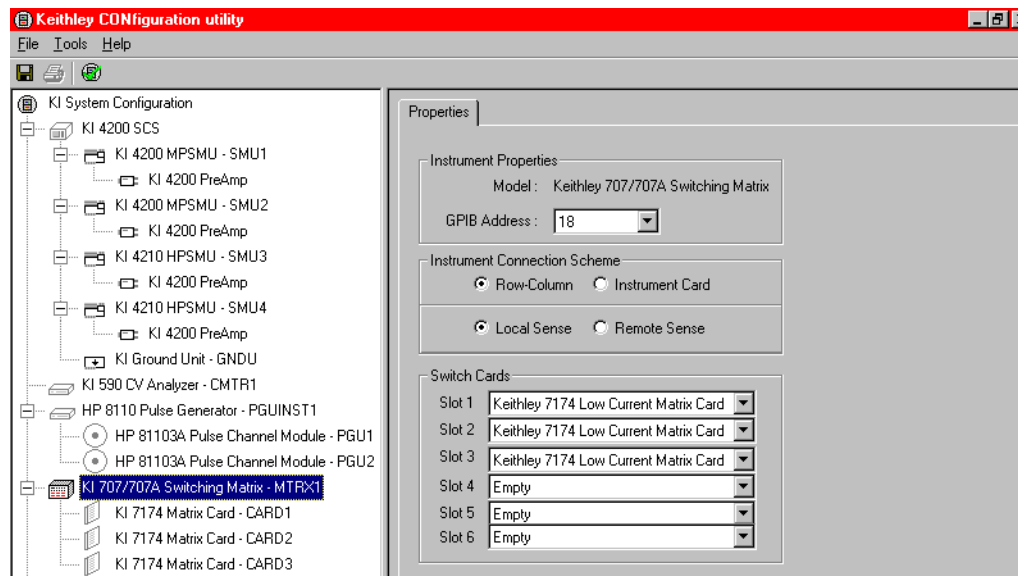 Keithley CONfiguration utility
File Tools Help
KI System Configuration
KI 4200 SCS
KI 4200 MPSMU - SMU1
KI 4200 PreAmp
KI 4200 MPSMU - SMU2
KI 4200 PreAmp
KI 4210 HPSMU - SMU3
KI 4200 PreAmp
KI 4210 HPSMU - SMU4
KI 4200 PreAmp
KI Ground Unit - GNDU
KI 590 CV Analyzer - CMTR1
HP 8110 Pulse Generator - PGUINST1
HP 81103A Pulse Channel Module - PGU1
HP 81103A Pulse Channel Module - PGU2
KI 707/707A Switching Matrix - MTRX1
KI 7174 Matrix Card - CARD1
KI 7174 Matrix Card - CARD2
KI 7174 Matrix Card - CARD3
Properties
Instrument Properties
Model : Keithley 707/707A Switching Matrix
GPIB Address : 18
Instrument Connection Scheme
Row-Column Instrument Card
Local Sense Remote Sense
Switch Cards
Slot 1 Keithley 7174 Low Current Matrix Card
Slot 2 Keithley 7174 Low Current Matrix Card
Slot 3 Keithley 7174 Low Current Matrix Card
Slot 4 Empty
Slot 5 Empty
Slot 6 Empty